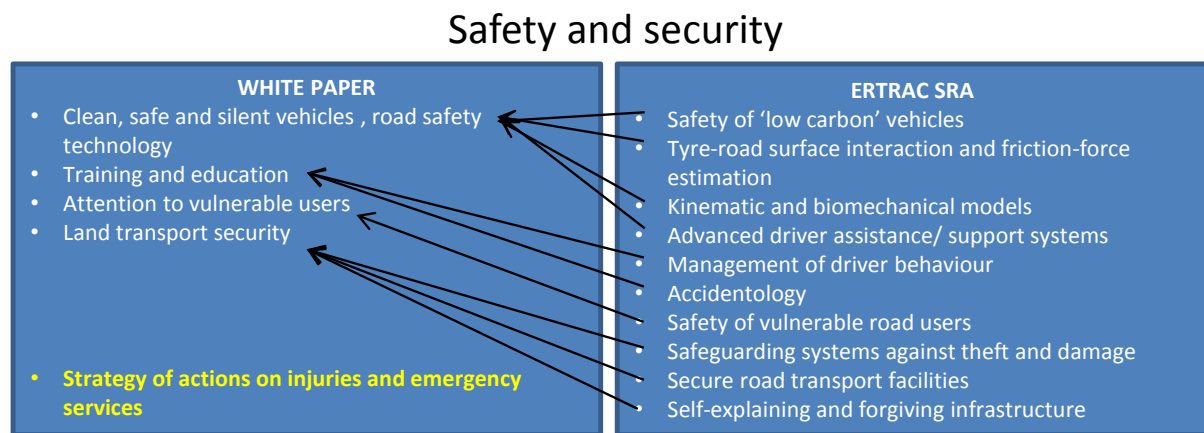 Safety and security
WHITE PAPER
• Clean, safe and silent vehicles , road safety
technology
• Training and education
• Attention to vulnerable users
• Land transport security
• Strategy of actions on injuries and emergency
services
ERTRAC SRA
• Safety of ‘low carbon’ vehicles
• Tyre-road surface interaction and friction-force
estimation
• Kinematic and biomechanical models
• Advanced driver assistance/ support systems
• Management of driver behaviour
• Accidentology
• Safety of vulnerable road users
• Safeguarding systems against theft and damage
• Secure road transport facilities
• Self-explaining and forgiving infrastructure